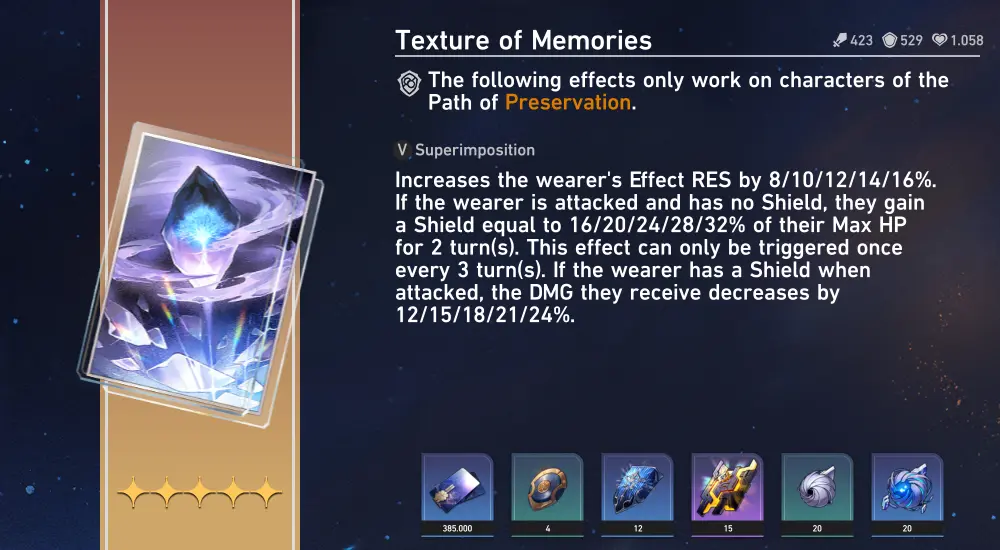 Texture of Memories
423 529 1.058
The following effects only work on characters of the
Path of Preservation.
V Superimposition
Increases the wearer's Effect RES by 8/10/12/14/16%.
If the wearer is attacked and has no Shield, they gain
a Shield equal to 16/20/24/28/32% of their Max HP
for 2 turn(s). This effect can only be triggered once
every 3 turn(s). If the wearer has a Shield when
attacked, the DMG they receive decreases by
12/15/18/21/24%.
385.000 4 12 15 20 20